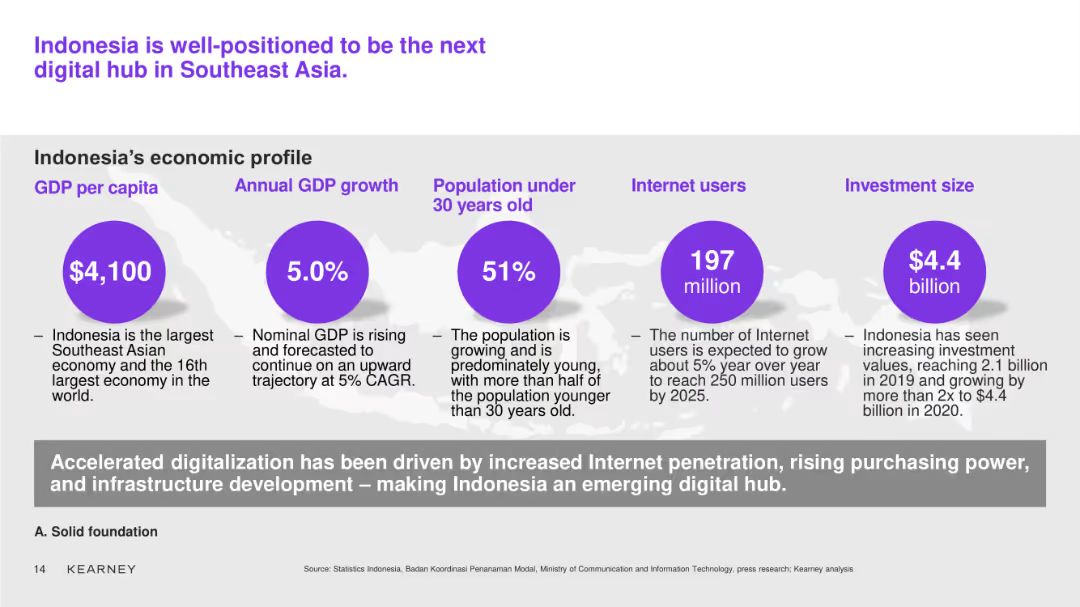 Indonesia is well-positioned to be the next
digital hub in Southeast Asia.
Indonesia's economic profile
GDP per capita
$4,100
– Indonesia is the largest
Southeast Asian
economy and the 16th
largest economy in the
world.
Annual GDP growth
5.0%
– Nominal GDP is rising
and forecasted to
continue on an upward
trajectory at 5% CAGR.
Population under
30 years old
51%
– The population is
growing and is
predominately young,
with more than half of
the population younger
than 30 years old.
Internet users
197
million
– The number of Internet
users is expected to grow
about 5% year over year
to reach 250 million users
by 2025.
Investment size
$4.4
billion
– Indonesia has seen
increasing investment
values, reaching 2.1 billion
in 2019 and growing by
more than 2x to $4.4
billion in 2020.
Accelerated digitalization has been driven by increased Internet penetration, rising purchasing power,
and infrastructure development – making Indonesia an emerging digital hub.
A. Solid foundation
14 KEARNEY
Source: Statistics Indonesia, Badan Koordinasi Penanaman Modal, Ministry of Communication and Information Technology, press research; Kearney analysis